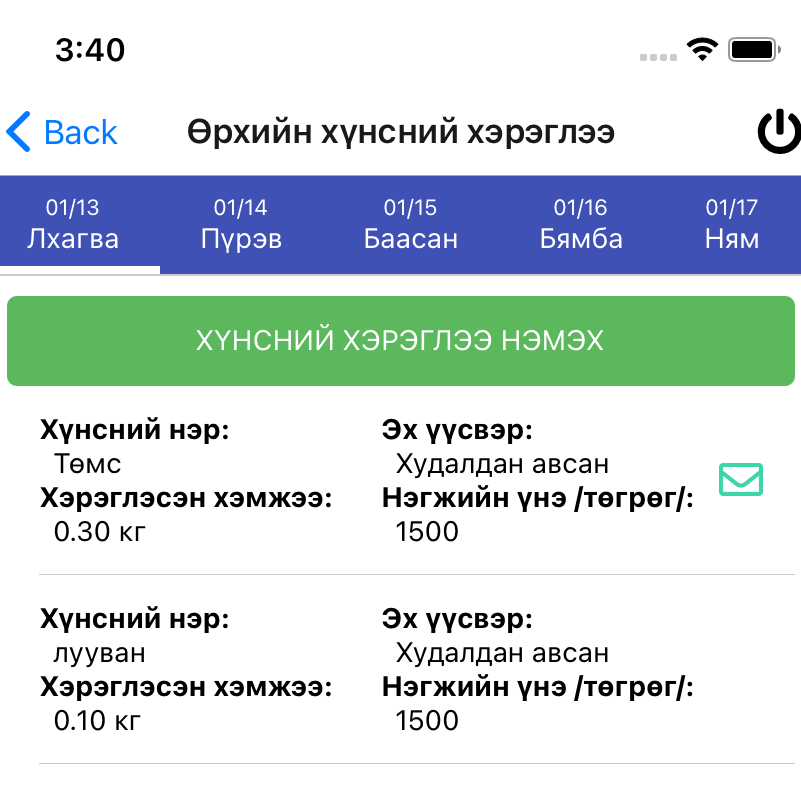 3:40
Back Өрхийн хүнсний хэрэглээ
01/13 01/14 01/15 01/16 01/17
Лхагва Пүрэв Баасан Бямба Ням
ХҮНСНИЙ ХЭРЭГЛЭЭ НЭМЭХ
Хүнсний нэр: Эх үүсвэр:
Төмс Худалдан авсан
Хэрэглэсэн хэмжээ: Нэгжийн үнэ /төгрөг/:
0.30 кг 1500
Хүнсний нэр: Эх үүсвэр:
лууван Худалдан авсан
Хэрэглэсэн хэмжээ: Нэгжийн үнэ /төгрөг/:
0.10 кг 1500